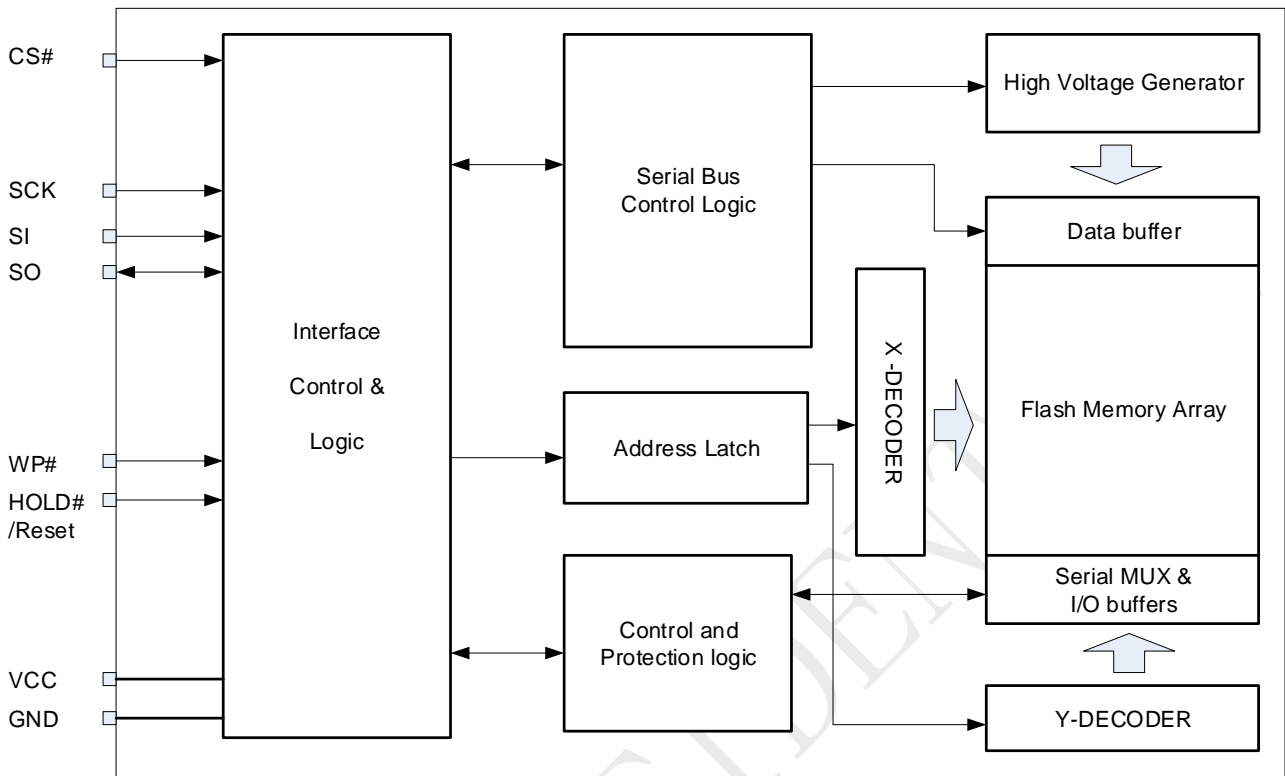 CS#
SCK
SI
SO
WP#
HOLD#
/Reset
VCC
GND
Interface
Control &
Logic
Serial Bus
Control Logic
Address Latch
Control and
Protection logic
X -DECODER
High Voltage Generator
Data buffer
Flash Memory Array
Serial MUX &
I/O buffers
Y-DECODER